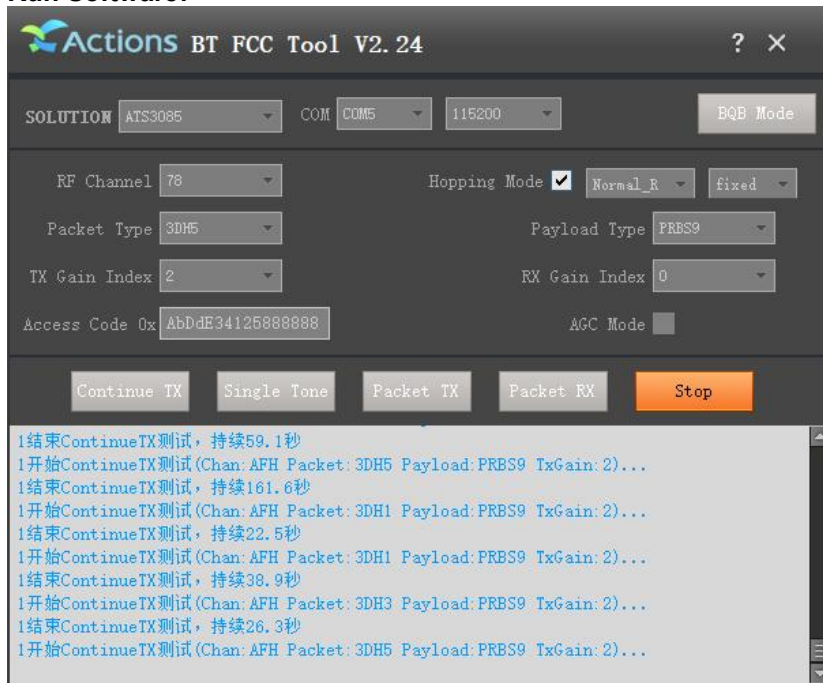 Actions BT FCC Tool V2.24 ? ×
SOLUTION ATS3085 COM COM5 115200 BQB Mode
RF Channel 78 Hopping Mode Normal_R fixed
Packet Type 3DH5 Payload Type PRBS9
TX Gain Index 2 RX Gain Index 0
Access Code 0x AbDdE34125888888 AGC Mode
Continue TX Single Tone Packet TX Packet RX Stop
1结束ContinueTX测试，持续59.1秒
1开始ContinueTX测试(Chan:AFH Packet:3DH5 Payload:PRBS9 TxGain:2)...
1结束ContinueTX测试，持续161.6秒
1开始ContinueTX测试(Chan:AFH Packet:3DH1 Payload:PRBS9 TxGain:2)...
1结束ContinueTX测试，持续22.5秒
1开始ContinueTX测试(Chan:AFH Packet:3DH1 Payload:PRBS9 TxGain:2)...
1结束ContinueTX测试，持续38.9秒
1开始ContinueTX测试(Chan:AFH Packet:3DH3 Payload:PRBS9 TxGain:2)...
1结束ContinueTX测试，持续26.3秒
1开始ContinueTX测试(Chan:AFH Packet:3DH5 Payload:PRBS9 TxGain:2)...